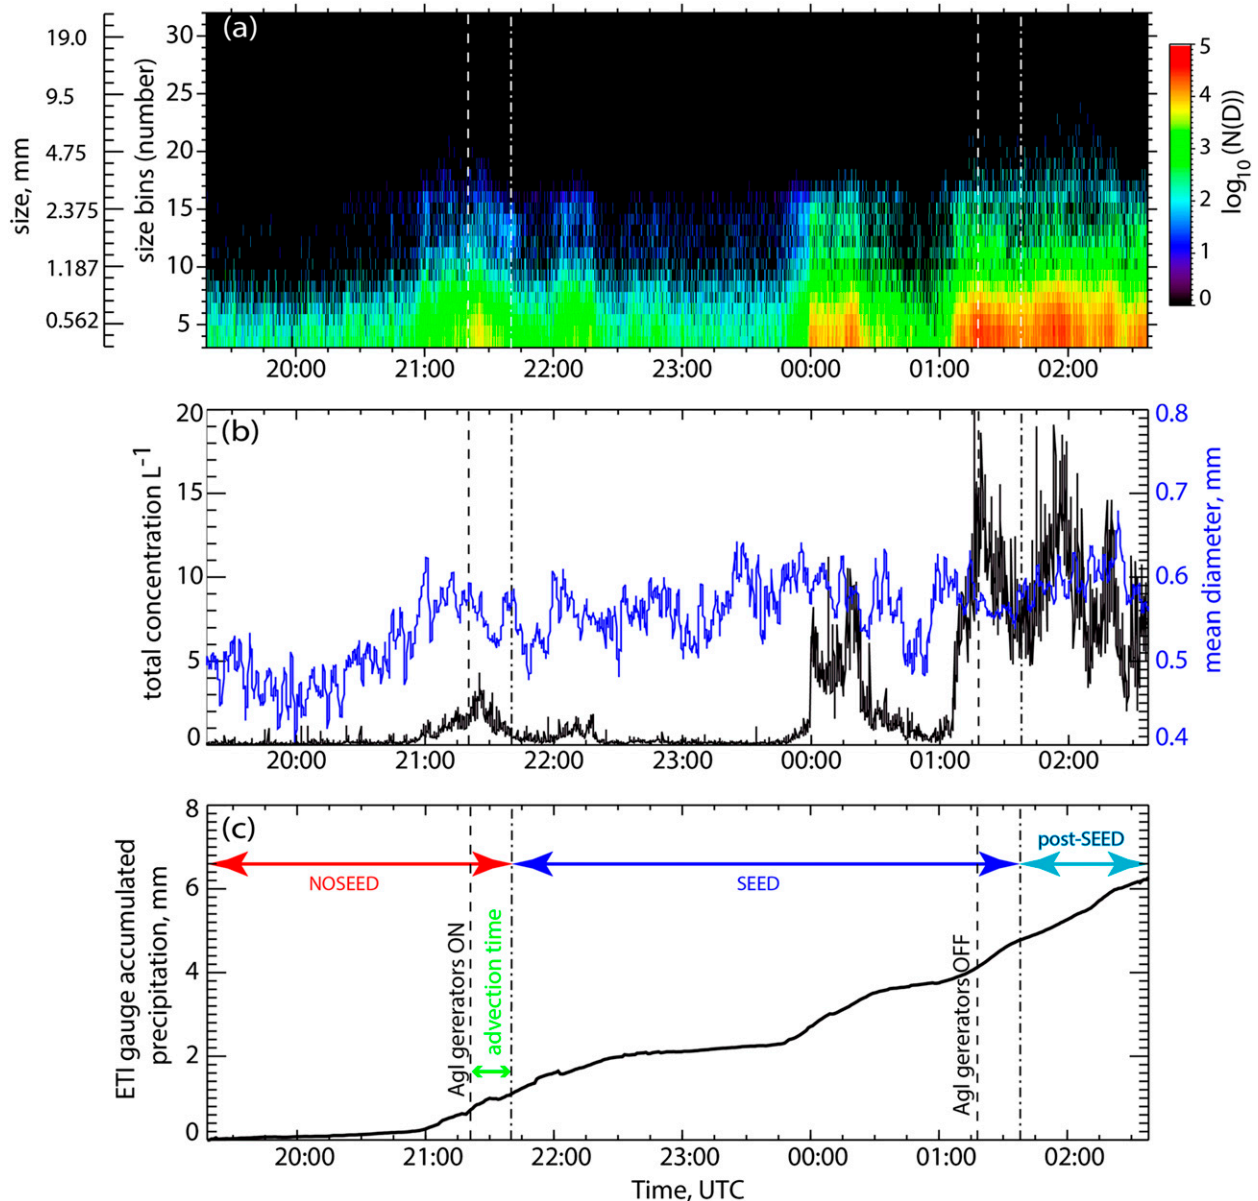 (a)
size, mm
19.0
9.5
4.75
2.375
1.187
0.562
size bins (number)
30
25
20
15
10
5
5
4
3
2
1
0
log10 (N(D))
20:00 21:00 22:00 23:00 00:00 01:00 02:00
(b)
total concentration L−1
20
15
10
5
0
0.8
0.7
0.6
0.5
0.4
mean diameter, mm
20:00 21:00 22:00 23:00 00:00 01:00 02:00
(c)
ETI gauge accumulated
precipitation, mm
8
6
4
2
0
NOSEED
SEED
post-SEED
AgI gererators ON
advection time
AgI gererators OFF
20:00 21:00 22:00 23:00 00:00 01:00 02:00
Time, UTC